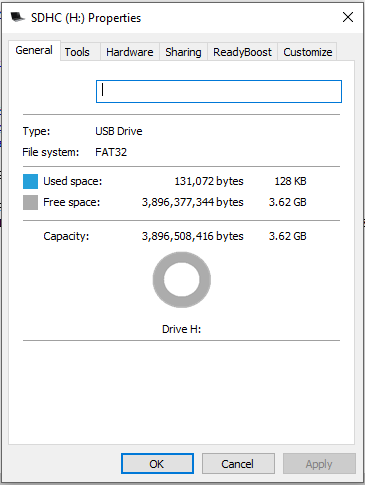 SDHC (H:) Properties
General Tools Hardware Sharing ReadyBoost Customize
Type: USB Drive
File system: FAT32
Used space: 131,072 bytes 128 KB
Free space: 3,896,377,344 bytes 3.62 GB
Capacity: 3,896,508,416 bytes 3.62 GB
Drive H:
OK Cancel Apply